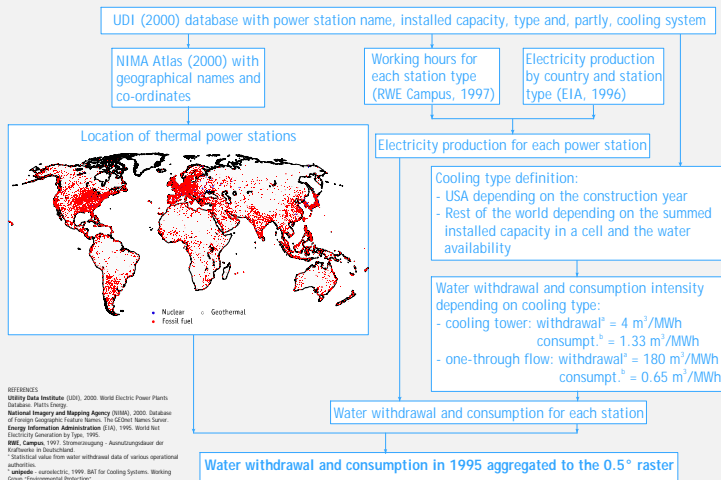 UDI (2000) database with power station name, installed capacity, type and, partly, cooling system
NIMA Atlas (2000) with
geographical names and
co-ordinates
Working hours for
each station type
(RWE Campus, 1997)
Electricity production
by country and station
type (EIA, 1996)
Location of thermal power stations
Nuclear
Geothermal
Fossil fuel
Electricity production for each power station
Cooling type definition:
- USA depending on the construction year
- Rest of the world depending on the summed
installed capacity in a cell and the water
availability
Water withdrawal and consumption intensity
depending on cooling type:
- cooling tower: withdrawalᵃ = 4 m³/MWh
consumpt.ᵇ = 1.33 m³/MWh
- one-through flow: withdrawalᵃ = 180 m³/MWh
consumpt.ᵇ = 0.65 m³/MWh
Water withdrawal and consumption for each station
Water withdrawal and consumption in 1995 aggregated to the 0.5° raster
REFERENCES
Utility Data Institute (UDI), 2000. World Electric Power Plants
Database. Platts Energy.
National Imagery and Mapping Agency (NIMA), 2000. Database
of Foreign Geographic Feature Names. The GEOnet Names Surver.
Energy Information Administration (EIA), 1995. World Net
Electricity Generation by Type, 1995.
RWE, Campus, 1997. Stromerzeugung - Ausnutzungsdauer der
Kraftwerke in Deutschland.
ᵃ Statistical value from water withdrawal data of various operational
authorities.
ᵇ unipede - euroelectric, 1999. BAT for Cooling Systems. Working
Group "Environmental Protection"